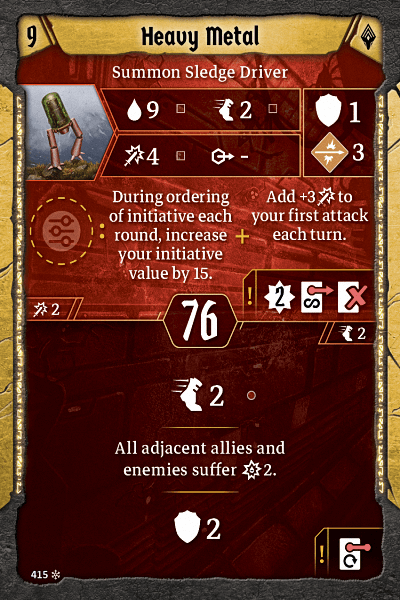 9 Heavy Metal
Summon Sledge Driver
9 2 1
4 - 3
During ordering
of initiative each
round, increase
your initiative
value by 15.
:
+
Add +3 to
your first attack
each turn.
! 2
2 76 2
2
All adjacent allies and
enemies suffer 2.
2
!
415